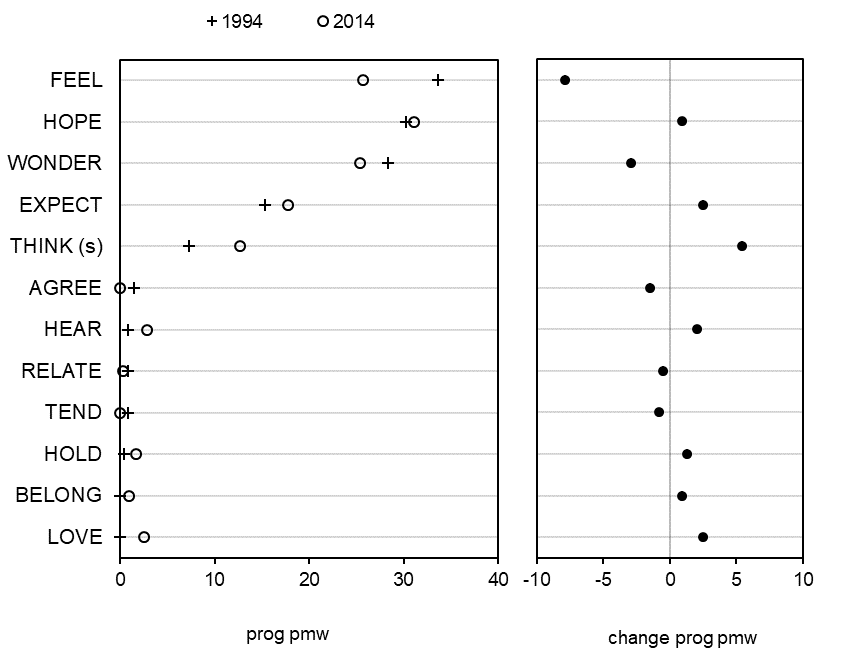 1994 2014
FEEL
HOPE
WONDER
EXPECT
THINK (s)
AGREE
HEAR
RELATE
TEND
HOLD
BELONG
LOVE
0 10 20 30 40 -10 -5 0 5 10
prog pmw change prog pmw